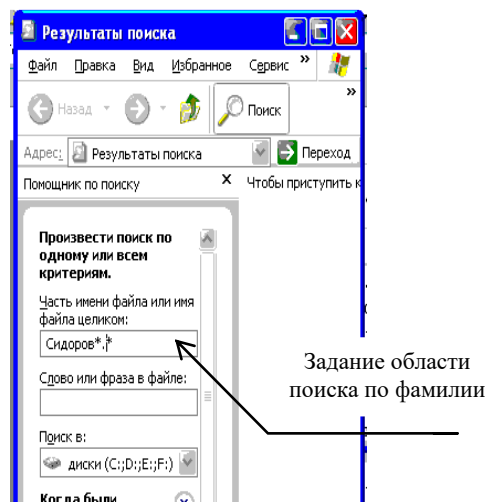 Результаты поиска
Файл Правка Вид Избранное Сервис »
Назад Поиск »
Адрес: Результаты поиска Переход
Помощник по поиску x Чтобы приступить к
Произвести поиск по
одному или всем
критериям.
Часть имени файла или имя
файла целиком:
Сидоров*.*
Задание области
поиска по фамилии
Слово или фраза в файле:
Поиск в:
диски (C:;D:;E:;F:)
Когда были